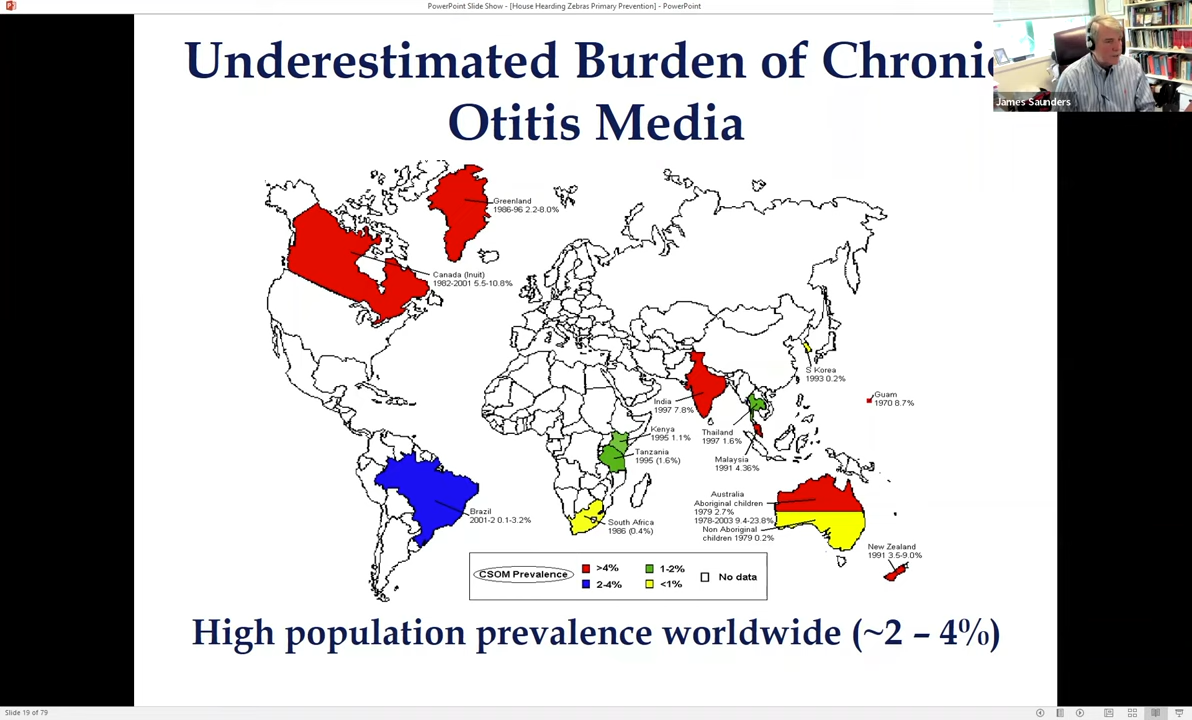 PowerPoint Slide Show - [House Hearding Zebras Primary Prevention] - PowerPoint
James Saunders
Underestimated Burden of Chronic
Otitis Media
Greenland
1986-96 2.2-8.0%
Canada (Inuit)
1982-2001 5.5-10.8%
S Korea
1993 0.2%
Guam
1970 8.7%
India
1997 7.8%
Kenya
1995 1.1%
Thailand
1997 1.6%
Tanzania
1995 (1.6%)
Malaysia
1991 4.36%
Brazil
2001-2 0.1-3.2%
South Africa
1986 (0.4%)
Australia
Aboriginal children
1979 2.7%
1978-2003 9.4-23.8%
Non Aboriginal
children 1979 0.2%
New Zealand
1991 3.5-9.0%
CSOM Prevalence
>4%
1-2%
No data
2-4%
<1%
High population prevalence worldwide (~2 – 4%)
Slide 19 of 79